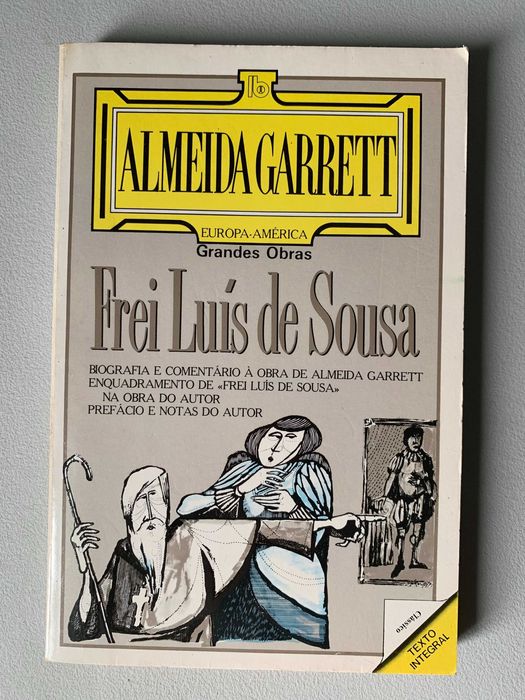 ALMEIDA GARRETT
EUROPA-AMÉRICA
Grandes Obras
Frei Luís de Sousa
BIOGRAFIA E COMENTÁRIO À OBRA DE ALMEIDA GARRETT
ENQUADRAMENTO DE «FREI LUÍS DE SOUSA»
NA OBRA DO AUTOR
PREFÁCIO E NOTAS DO AUTOR
Clássico
TEXTO
INTEGRAL